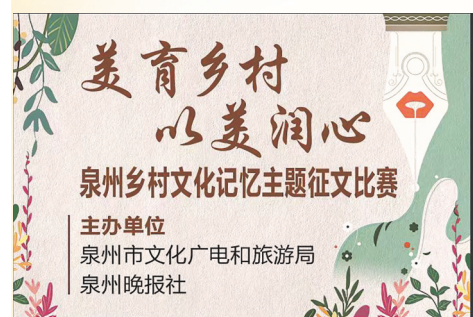 美育乡村
以美润心
泉州乡村文化记忆主题征文比赛
主办单位
泉州市文化广电和旅游局
泉州晚报社